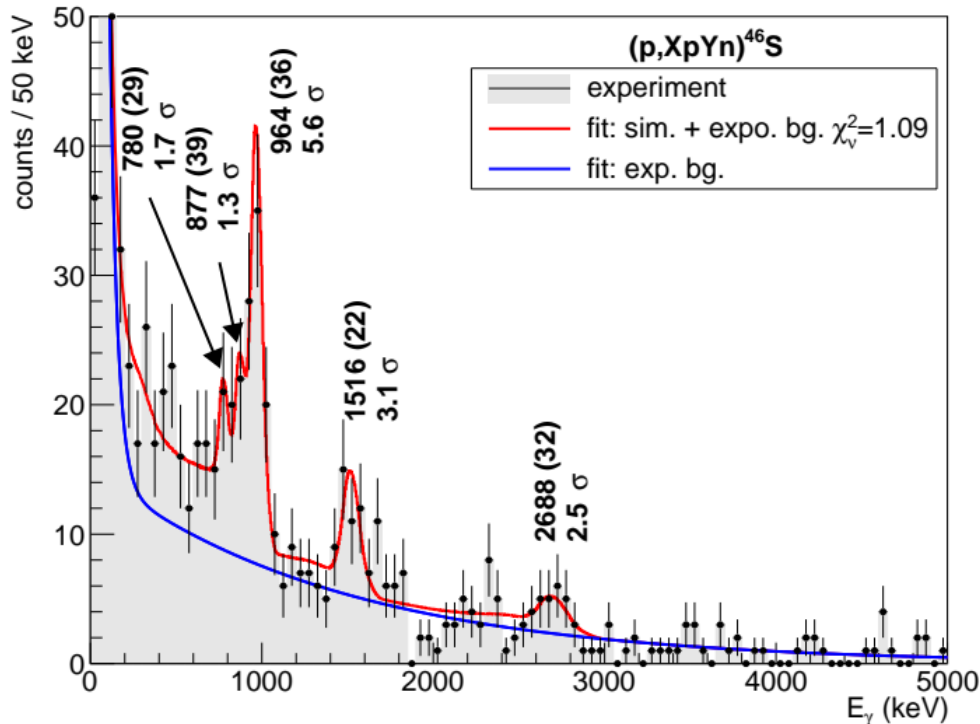 (p,XpYn)⁴⁶S
experiment
fit: sim. + expo. bg. χᵥ²=1.09
fit: exp. bg.
780 (29)
1.7 σ
877 (39)
1.3 σ
964 (36)
5.6 σ
1516 (22)
3.1 σ
2688 (32)
2.5 σ
counts / 50 keV
50
40
30
20
10
0
0
1000
2000
3000
4000
5000
E_γ (keV)